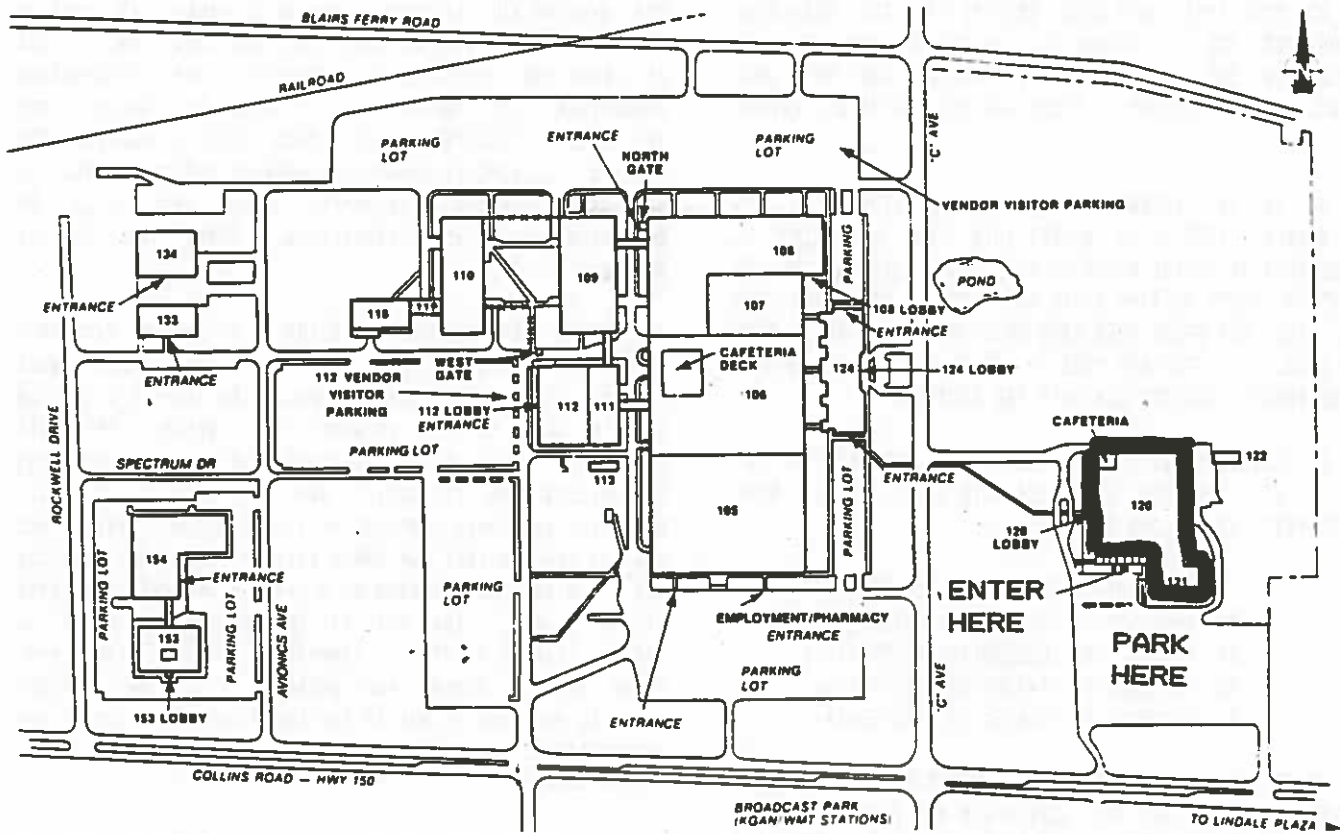 BLAIRS FERRY ROAD
RAILROAD
PARKING
LOT
ENTRANCE
NORTH
GATE
PARKING
LOT
"C" AVE
VENDOR VISITOR PARKING
134
110
109
108
PARKING
POND
ENTRANCE
133
118
119
107
108 LOBBY
ENTRANCE
ENTRANCE
WEST
GATE
CAFETERIA
DECK
124
124 LOBBY
112 VENDOR
VISITOR
PARKING
112 LOBBY
ENTRANCE
112
111
106
CAFETERIA
PARKING LOT
ROCKWELL DRIVE
SPECTRUM DR
113
ENTRANCE
122
120
105
PARKING LOT
120
LOBBY
154
ENTRANCE
PARKING LOT
PARKING
LOT
121
ENTER
HERE
EMPLOYMENT/PHARMACY
ENTRANCE
PARK
HERE
153
PARKING LOT
AVIONICS AVE
PARKING
LOT
"C" AVE
153 LOBBY
ENTRANCE
COLLINS ROAD — HWY 150
BROADCAST PARK
(KGAN/WMT STATIONS)
TO LINDALE PLAZA